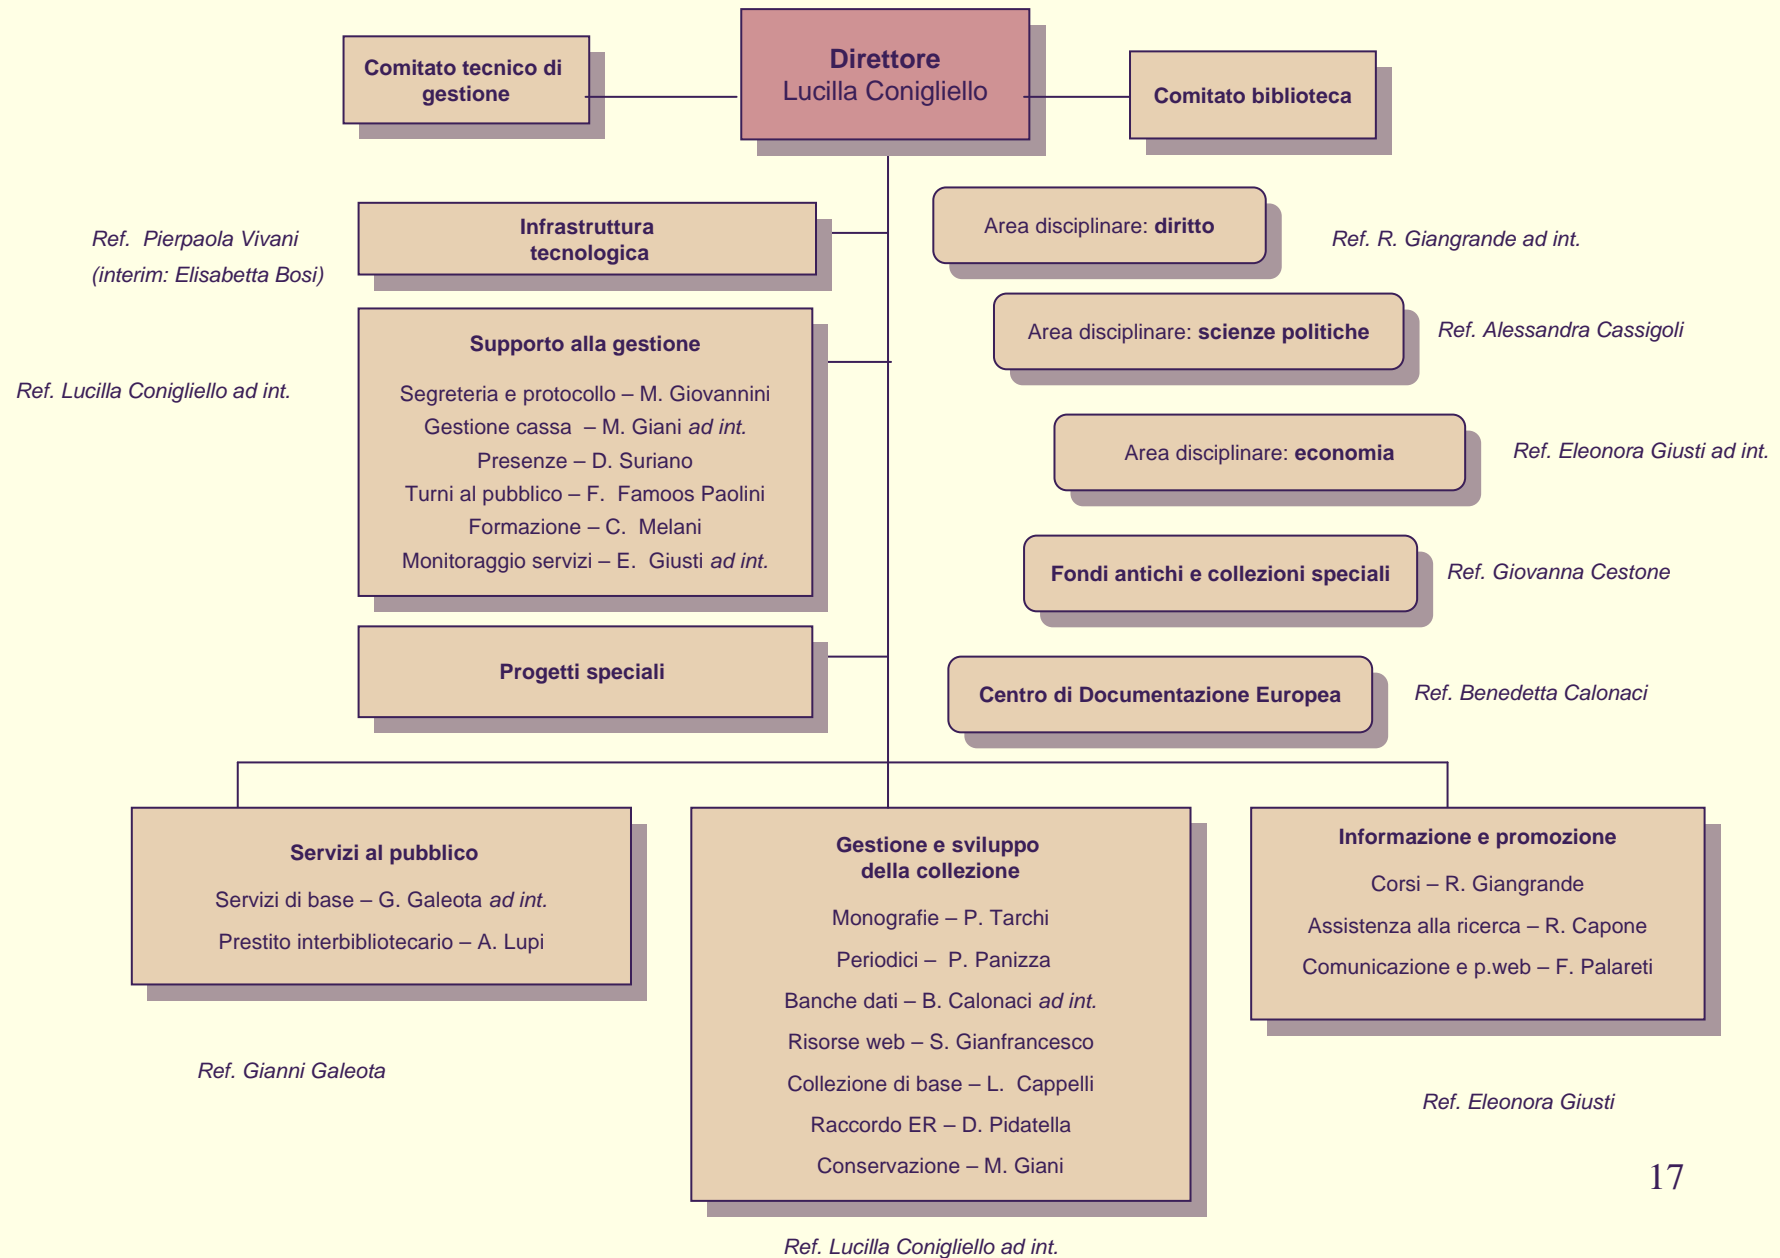 Comitato tecnico di
gestione
Direttore
Lucilla Conigliello
Comitato biblioteca
Ref. Pierpaola Vivani
(interim: Elisabetta Bosi)
Infrastruttura
tecnologica
Area disciplinare: diritto
Ref. R. Giangrande ad int.
Ref. Lucilla Conigliello ad int.
Supporto alla gestione
Segreteria e protocollo – M. Giovannini
Gestione cassa – M. Giani ad int.
Presenze – D. Suriano
Turni al pubblico – F. Famoos Paolini
Formazione – C. Melani
Monitoraggio servizi – E. Giusti ad int.
Area disciplinare: scienze politiche
Ref. Alessandra Cassigoli
Area disciplinare: economia
Ref. Eleonora Giusti ad int.
Fondi antichi e collezioni speciali
Ref. Giovanna Cestone
Progetti speciali
Centro di Documentazione Europea
Ref. Benedetta Calonaci
Servizi al pubblico
Servizi di base – G. Galeota ad int.
Prestito interbibliotecario – A. Lupi
Ref. Gianni Galeota
Gestione e sviluppo
della collezione
Monografie – P. Tarchi
Periodici – P. Panizza
Banche dati – B. Calonaci ad int.
Risorse web – S. Gianfrancesco
Collezione di base – L. Cappelli
Raccordo ER – D. Pidatella
Conservazione – M. Giani
Ref. Lucilla Conigliello ad int.
Informazione e promozione
Corsi – R. Giangrande
Assistenza alla ricerca – R. Capone
Comunicazione e p.web – F. Palareti
Ref. Eleonora Giusti
17